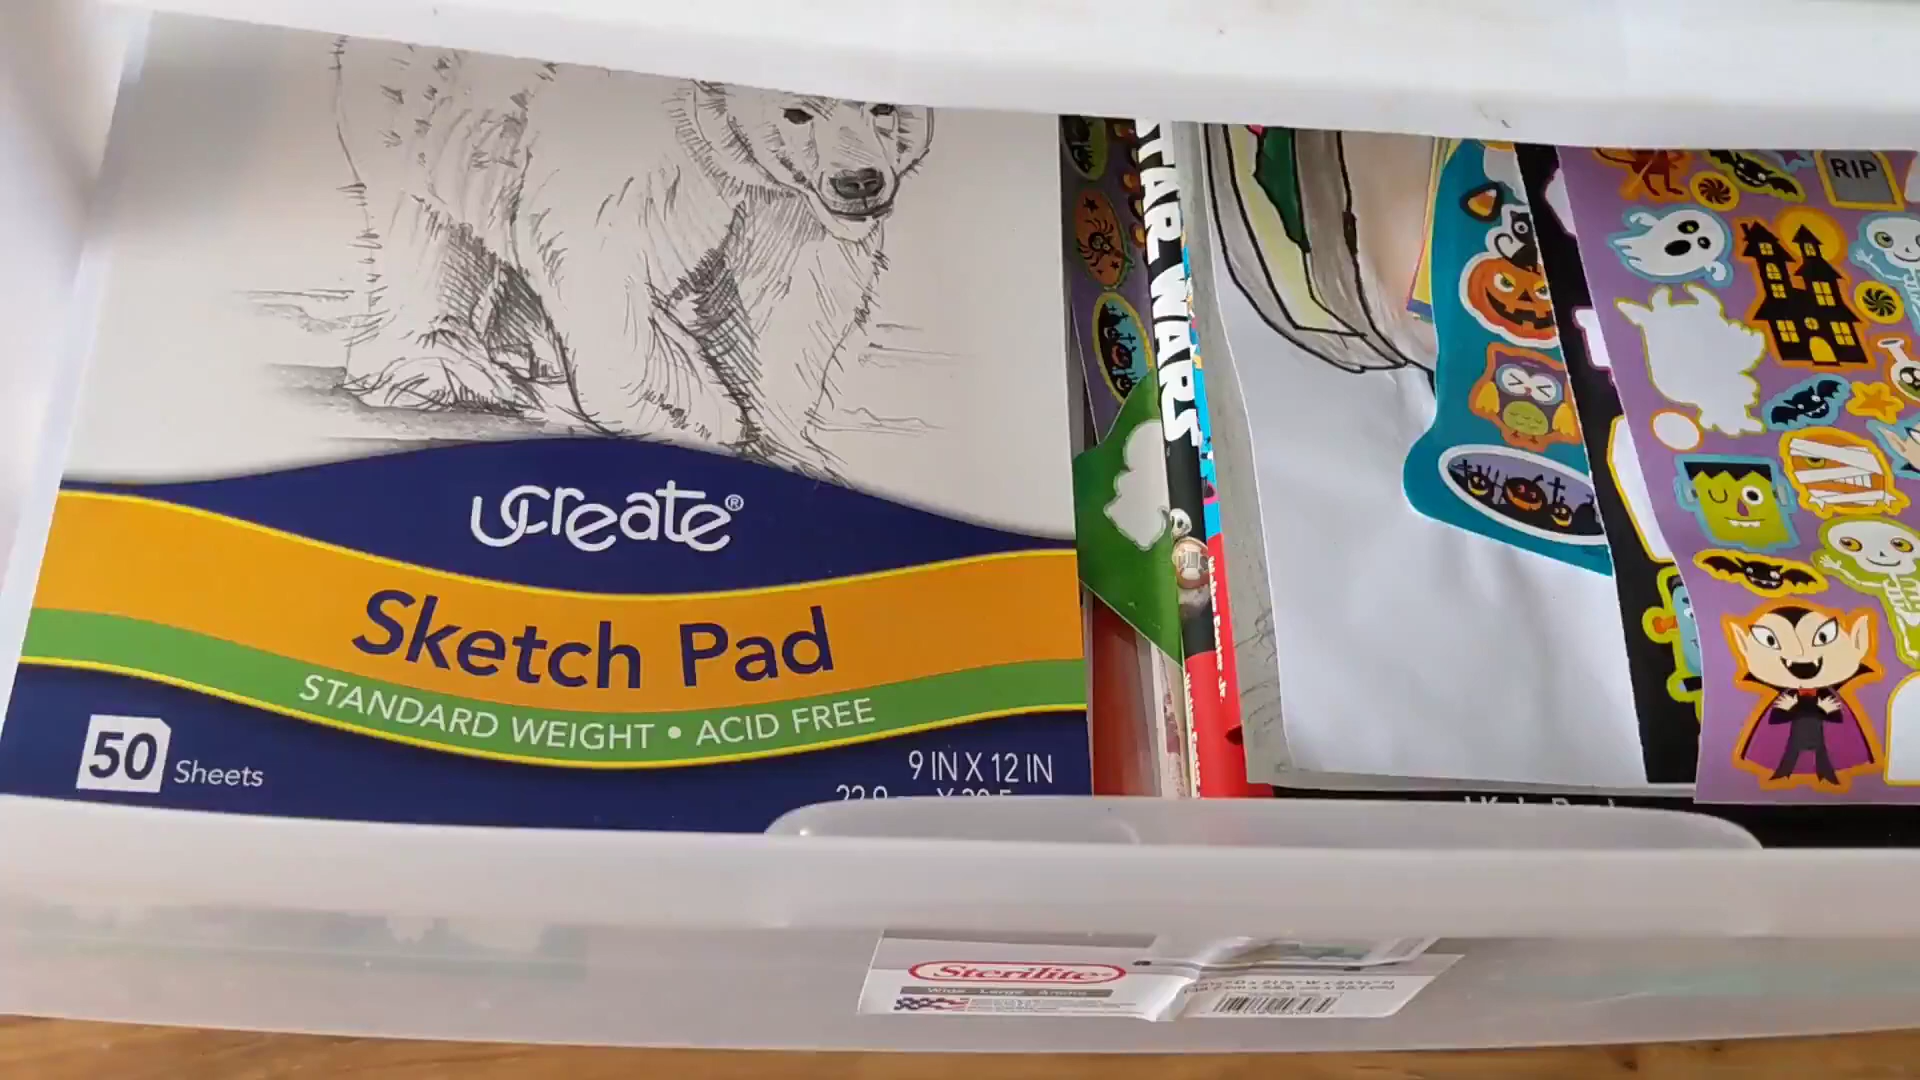 ucreate®
Sketch Pad
STANDARD WEIGHT • ACID FREE
50 Sheets
9 IN X 12 IN
STAR WARS
RIP
Sterilite®